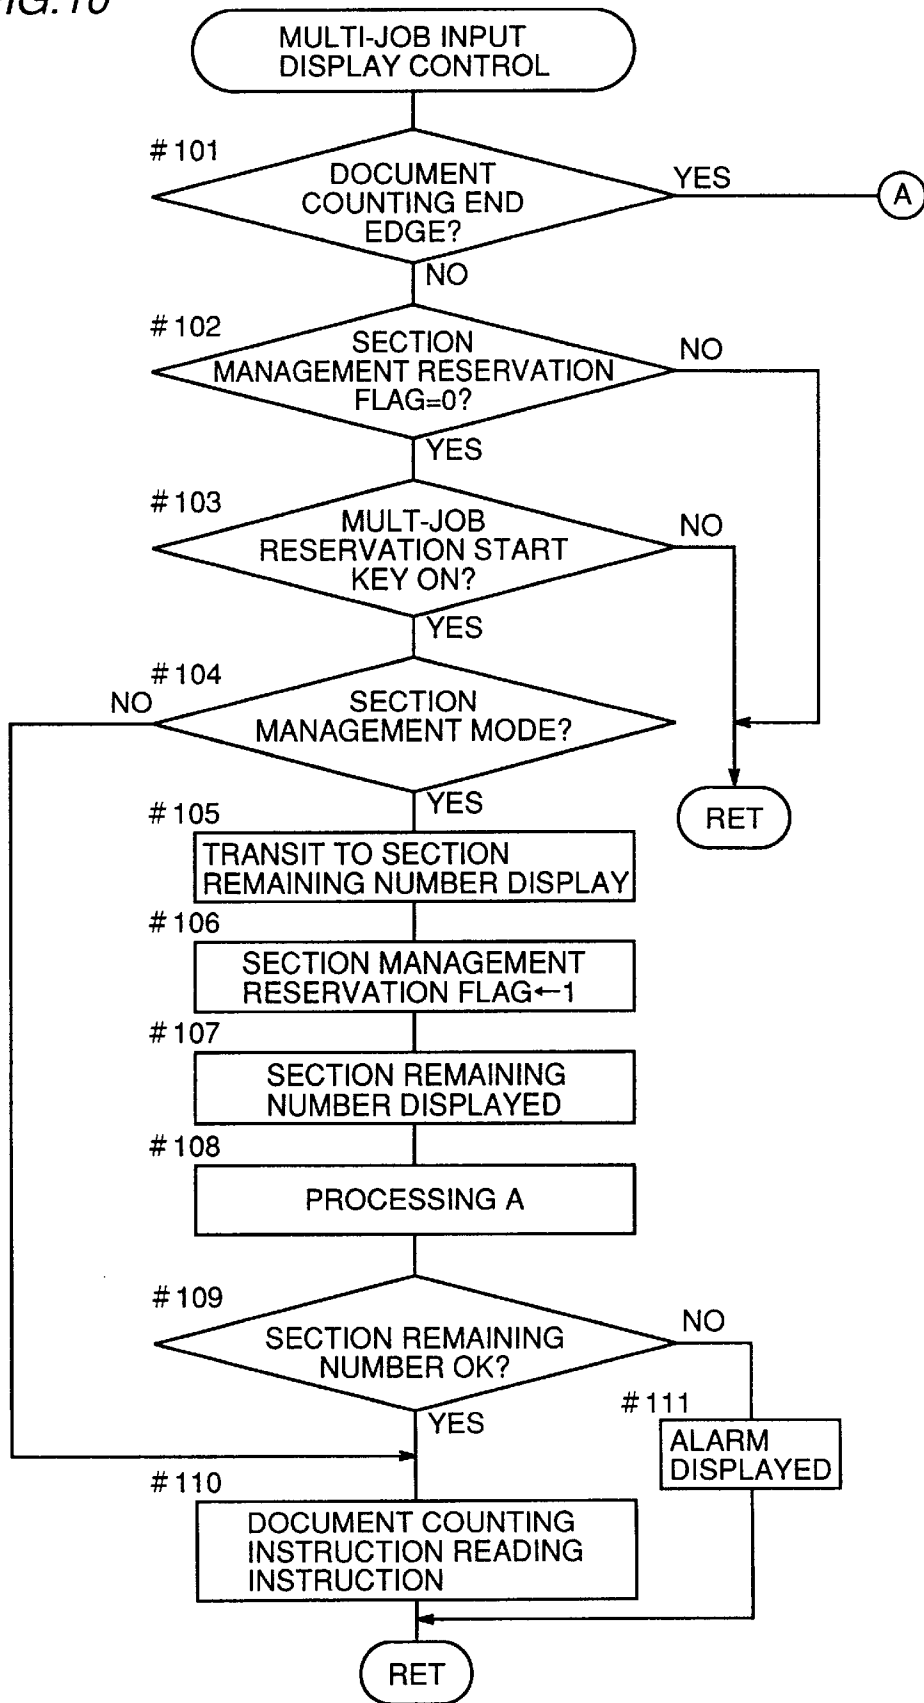 FIG.10
MULTI-JOB INPUT
DISPLAY CONTROL
#101
DOCUMENT
COUNTING END
EDGE?
YES
A
NO
#102
SECTION
MANAGEMENT RESERVATION
FLAG=0?
NO
YES
#103
MULT-JOB
RESERVATION START
KEY ON?
NO
YES
#104
NO
SECTION
MANAGEMENT MODE?
YES
RET
#105
TRANSIT TO SECTION
REMAINING NUMBER DISPLAY
#106
SECTION MANAGEMENT
RESERVATION FLAG←1
#107
SECTION REMAINING
NUMBER DISPLAYED
#108
PROCESSING A
#109
SECTION REMAINING
NUMBER OK?
NO
YES
#111
ALARM
DISPLAYED
#110
DOCUMENT COUNTING
INSTRUCTION READING
INSTRUCTION
RET